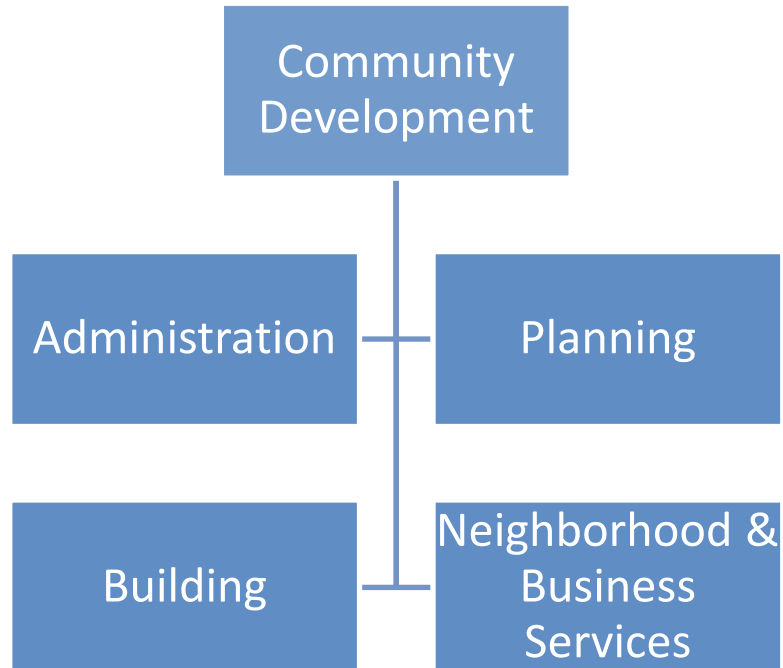 Community
Development
Administration
Planning
Building
Neighborhood &
Business
Services